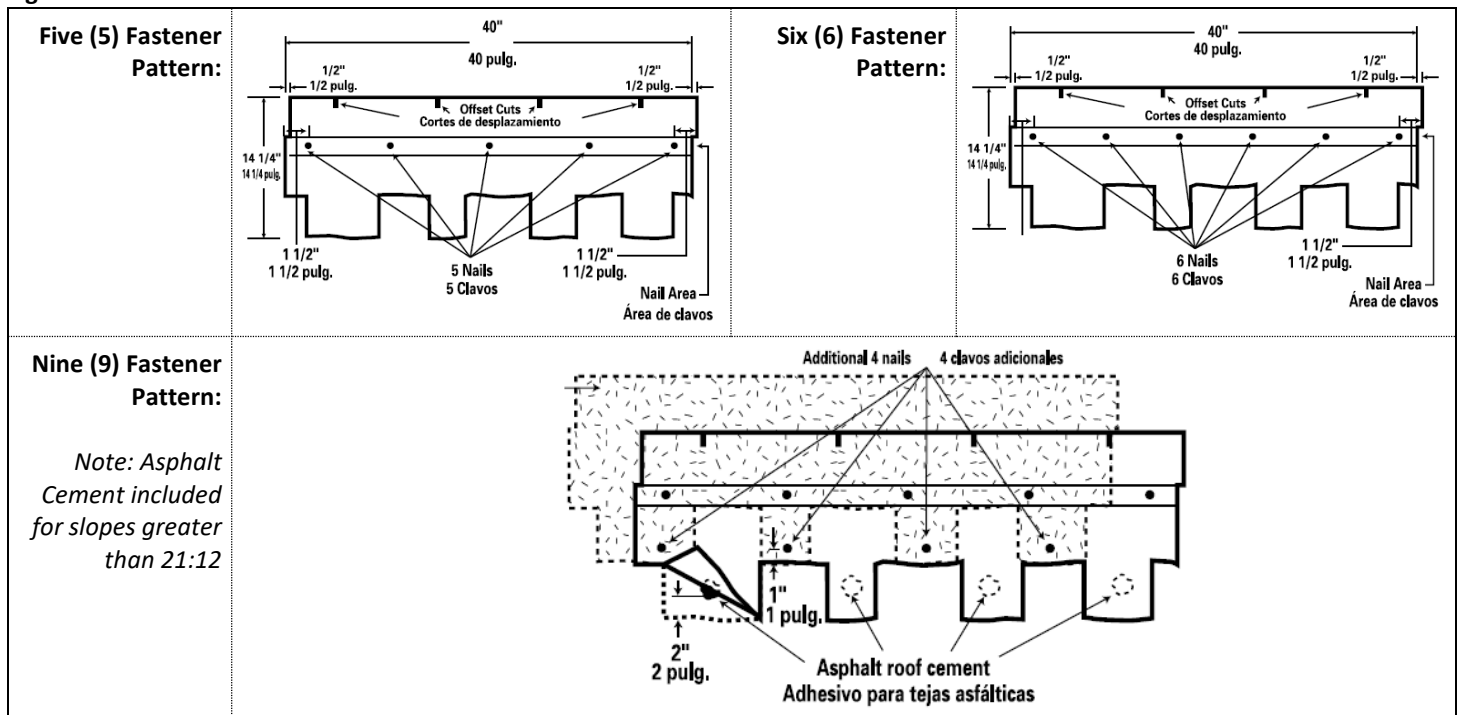 Five (5) Fastener
Pattern:
40"
40 pulg.
1/2"
1/2 pulg.
1/2"
1/2 pulg.
Offset Cuts
Cortes de desplazamiento
14 1/4"
14 1/4 pulg.
1 1/2"
1 1/2 pulg.
5 Nails
5 Clavos
1 1/2"
1 1/2 pulg.
Nail Area
Área de clavos
Six (6) Fastener
Pattern:
40"
40 pulg.
1/2"
1/2 pulg.
1/2"
1/2 pulg.
Offset Cuts
Cortes de desplazamiento
14 1/4"
14 1/4 pulg.
6 Nails
6 Clavos
1 1/2"
1 1/2 pulg.
Nail Area
Área de clavos
Nine (9) Fastener
Pattern:
Note: Asphalt
Cement included
for slopes greater
than 21:12
Additional 4 nails 4 clavos adicionales
1"
1 pulg.
2"
2 pulg.
Asphalt roof cement
Adhesivo para tejas asfálticas